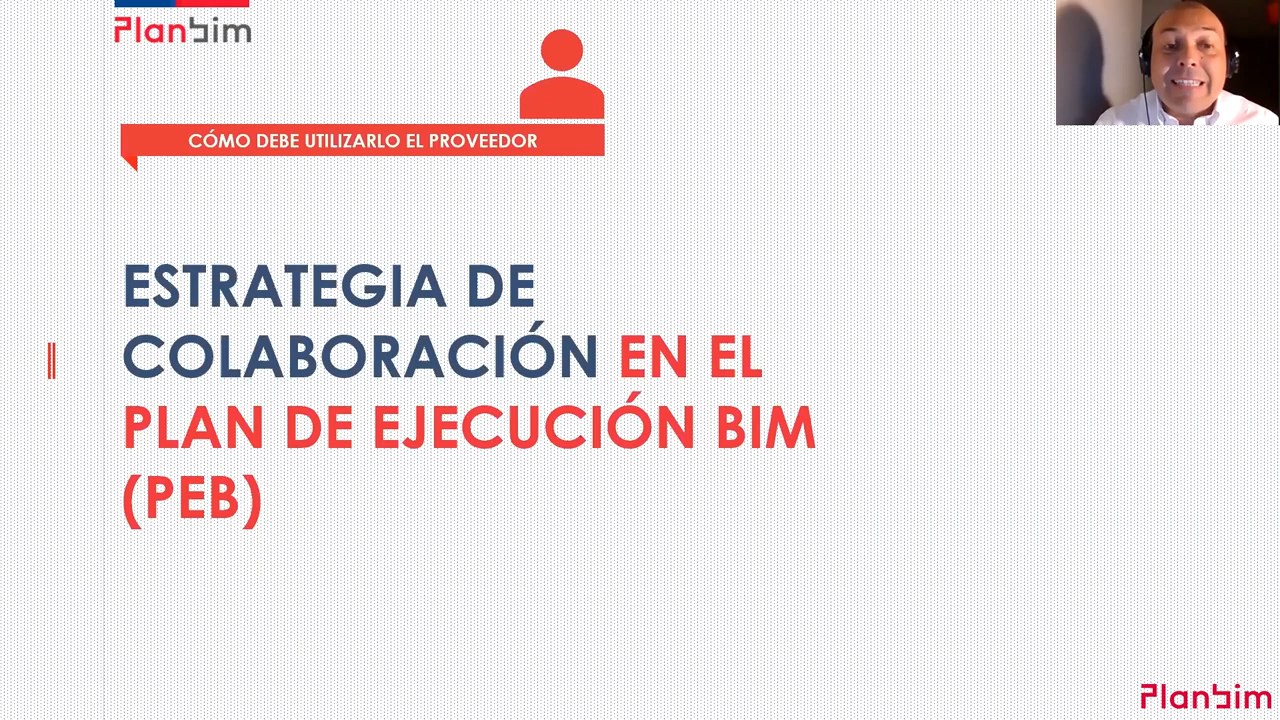 Planbim
CÓMO DEBE UTILIZARLO EL PROVEEDOR
ESTRATEGIA DE
COLABORACIÓN EN EL
PLAN DE EJECUCIÓN BIM
(PEB)
Planbim